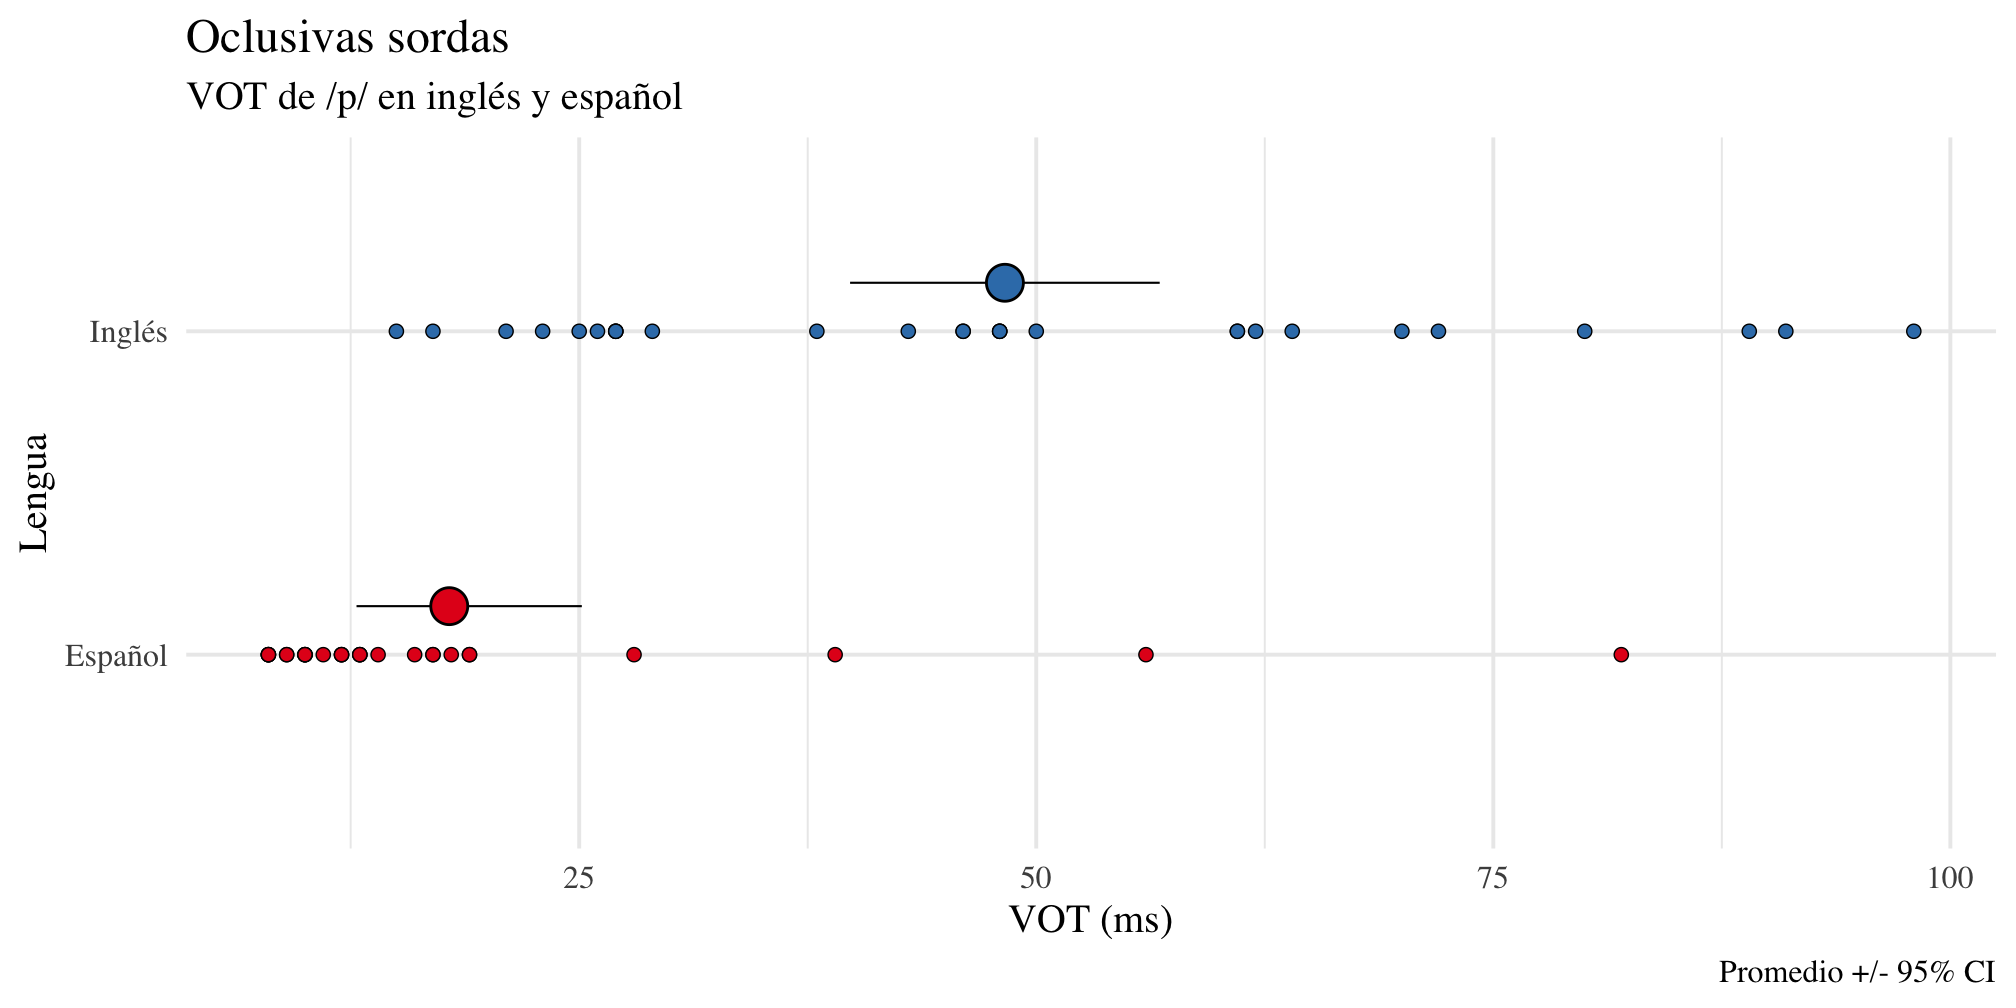 Oclusivas sordas
VOT de /p/ en inglés y español
Lengua
Inglés
Español
25 50 75 100
VOT (ms)
Promedio +/- 95% CI